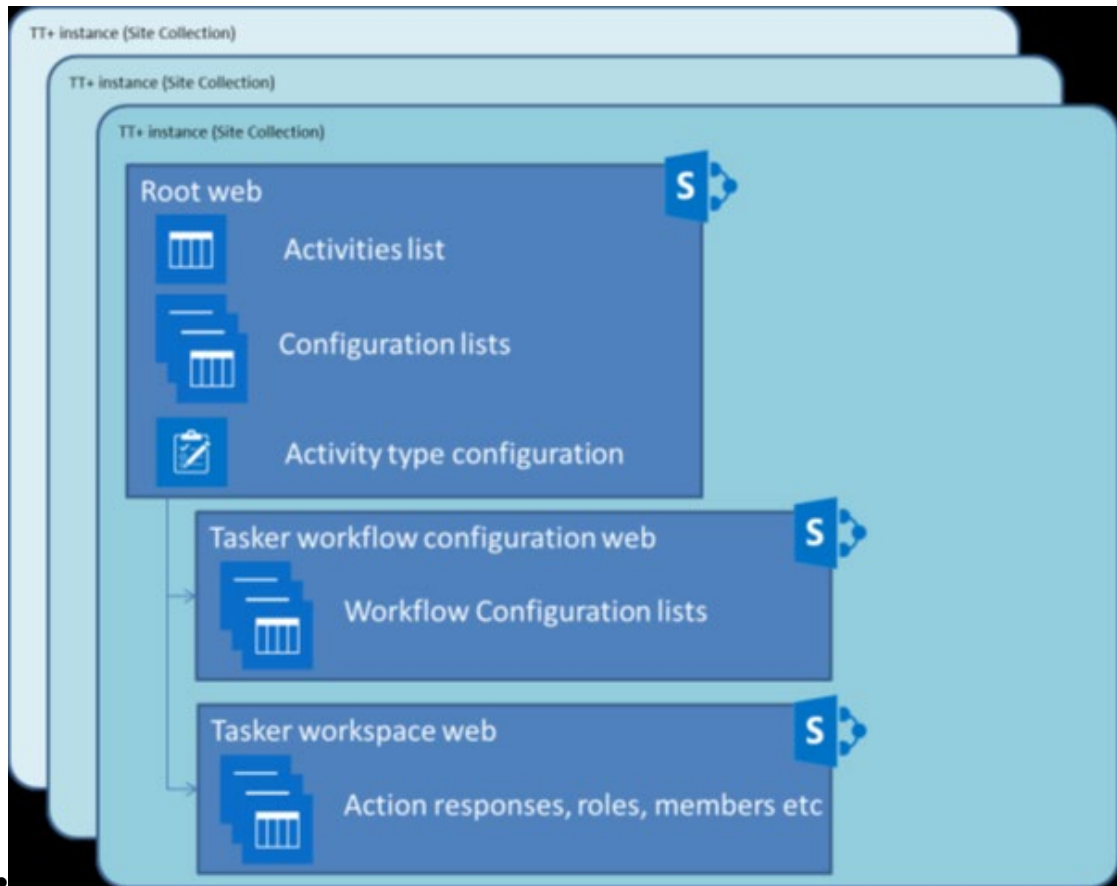 TT+ instance (Site Collection)
TT+ instance (Site Collection)
TT+ instance (Site Collection)
Root web
S
Activities list
Configuration lists
Activity type configuration
Tasker workflow configuration web
S
Workflow Configuration lists
Tasker workspace web
S
Action responses, roles, members etc